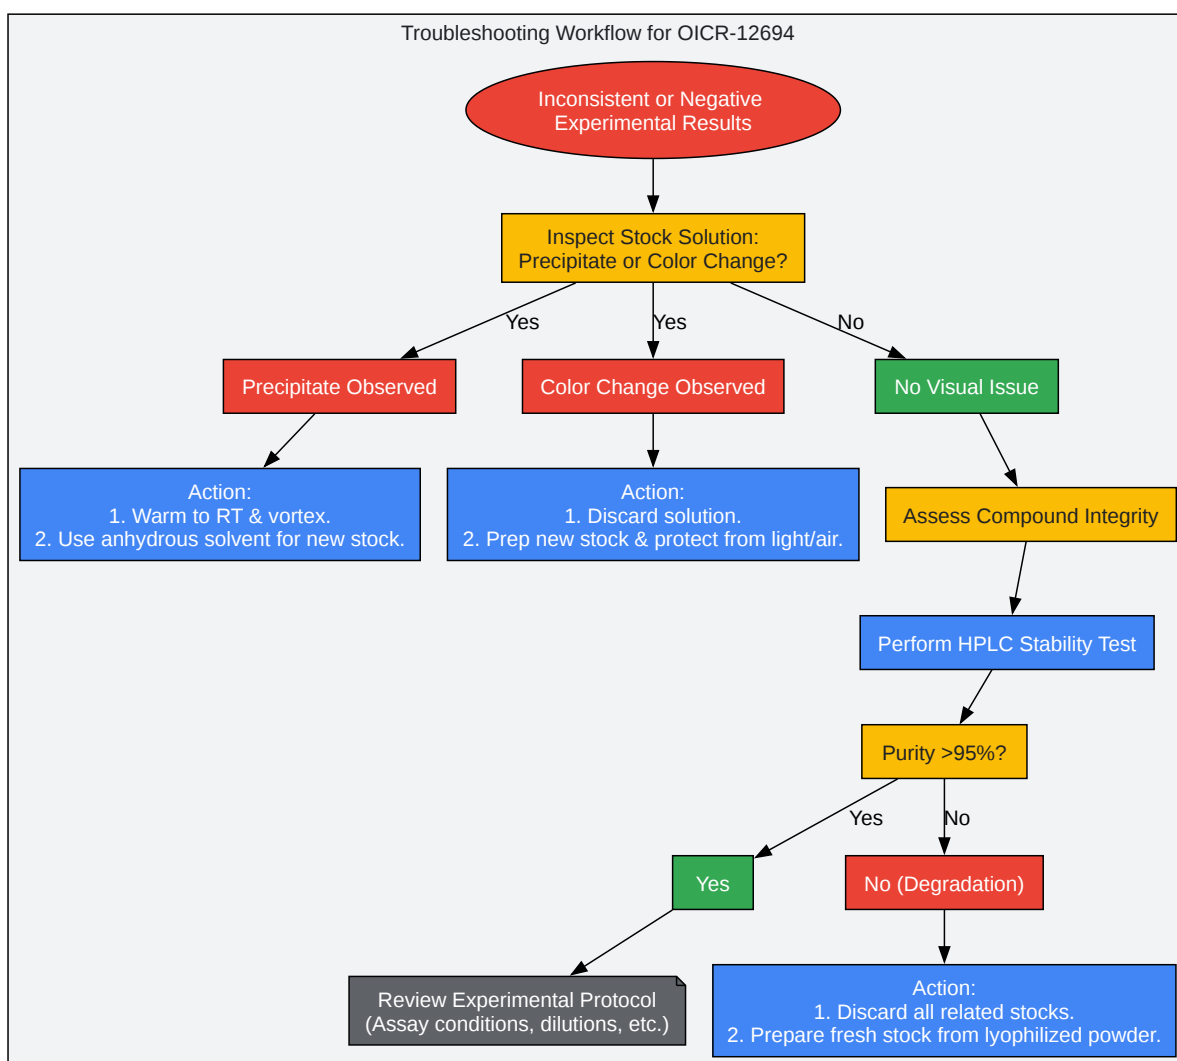 Troubleshooting Workflow for OICR-12694
Inconsistent or Negative
Experimental Results
Inspect Stock Solution:
Precipitate or Color Change?
Yes
Yes
No
Precipitate Observed
Color Change Observed
No Visual Issue
Action:
1. Warm to RT & vortex.
2. Use anhydrous solvent for new stock.
Action:
1. Discard solution.
2. Prep new stock & protect from light/air.
Assess Compound Integrity
Perform HPLC Stability Test
Purity >95%?
Yes
No
Yes
No (Degradation)
Review Experimental Protocol
(Assay conditions, dilutions, etc.)
Action:
1. Discard all related stocks.
2. Prepare fresh stock from lyophilized powder.